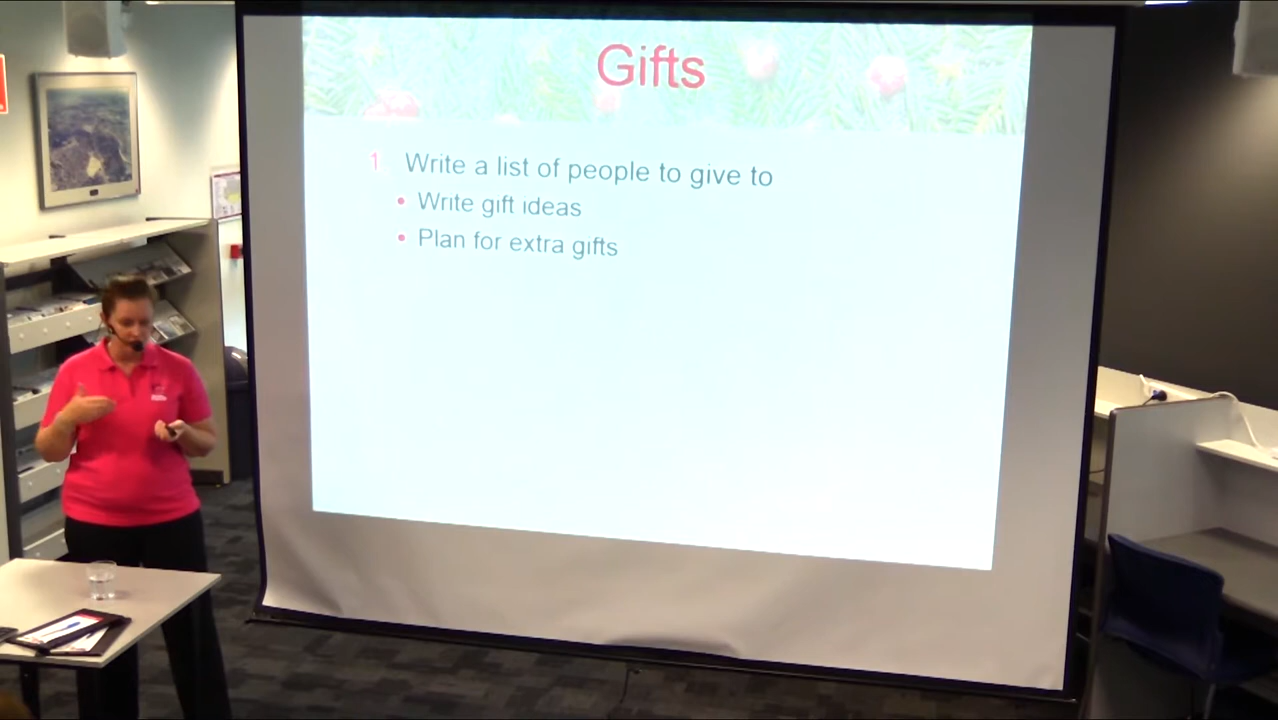 Gifts
1. Write a list of people to give to
• Write gift ideas
• Plan for extra gifts